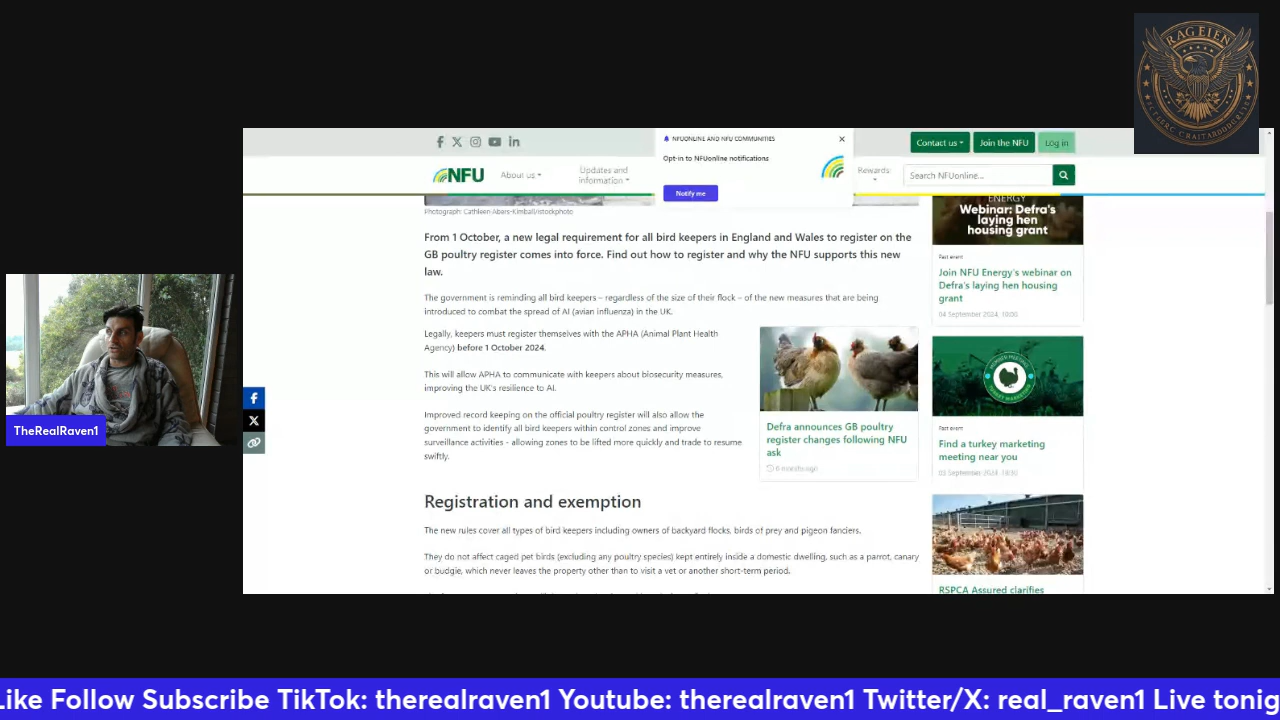 RAGEIEN
NFUONLINE AND NFU COMMUNITIES
Opt-in to NFUonline notifications
Notify me
Contact us
Join the NFU
Log in
NFU
About us
Updates and
information
Rewards
Search NFUonline...
Photograph: Cathleen-Abers-Kimball/istockphoto
From 1 October, a new legal requirement for all bird keepers in England and Wales to register on the
GB poultry register comes into force. Find out how to register and why the NFU supports this new
law.
The government is reminding all bird keepers – regardless of the size of their flock – of the new measures that are being
introduced to combat the spread of AI (avian influenza) in the UK.
Legally, keepers must register themselves with the APHA (Animal Plant Health
Agency) before 1 October 2024.
This will allow APHA to communicate with keepers about biosecurity measures,
improving the UK's resilience to AI.
Improved record keeping on the official poultry register will also allow the
government to identify all bird keepers within control zones and improve
surveillance activities – allowing zones to be lifted more quickly and trade to resume
swiftly.
Defra announces GB poultry
register changes following NFU
ask
months ago
Registration and exemption
The new rules cover all types of bird keepers including owners of backyard flocks, birds of prey and pigeon fanciers.
They do not affect caged pet birds (excluding any poultry species) kept entirely inside a domestic dwelling, such as a parrot, canary
or budgie, which never leaves the property other than to visit a vet or another short-term period.
ENERGY
Webinar: Defra's
laying hen
housing grant
Past event
Join NFU Energy's webinar on
Defra's laying hen housing
grant
04 September 2024
Past event
Find a turkey marketing
meeting near you
RSPCA Assured clarifies
TheRealRaven1
Like Follow Subscribe TikTok: therealraven1 Youtube: therealraven1 Twitter/X: real_raven1 Live tonig